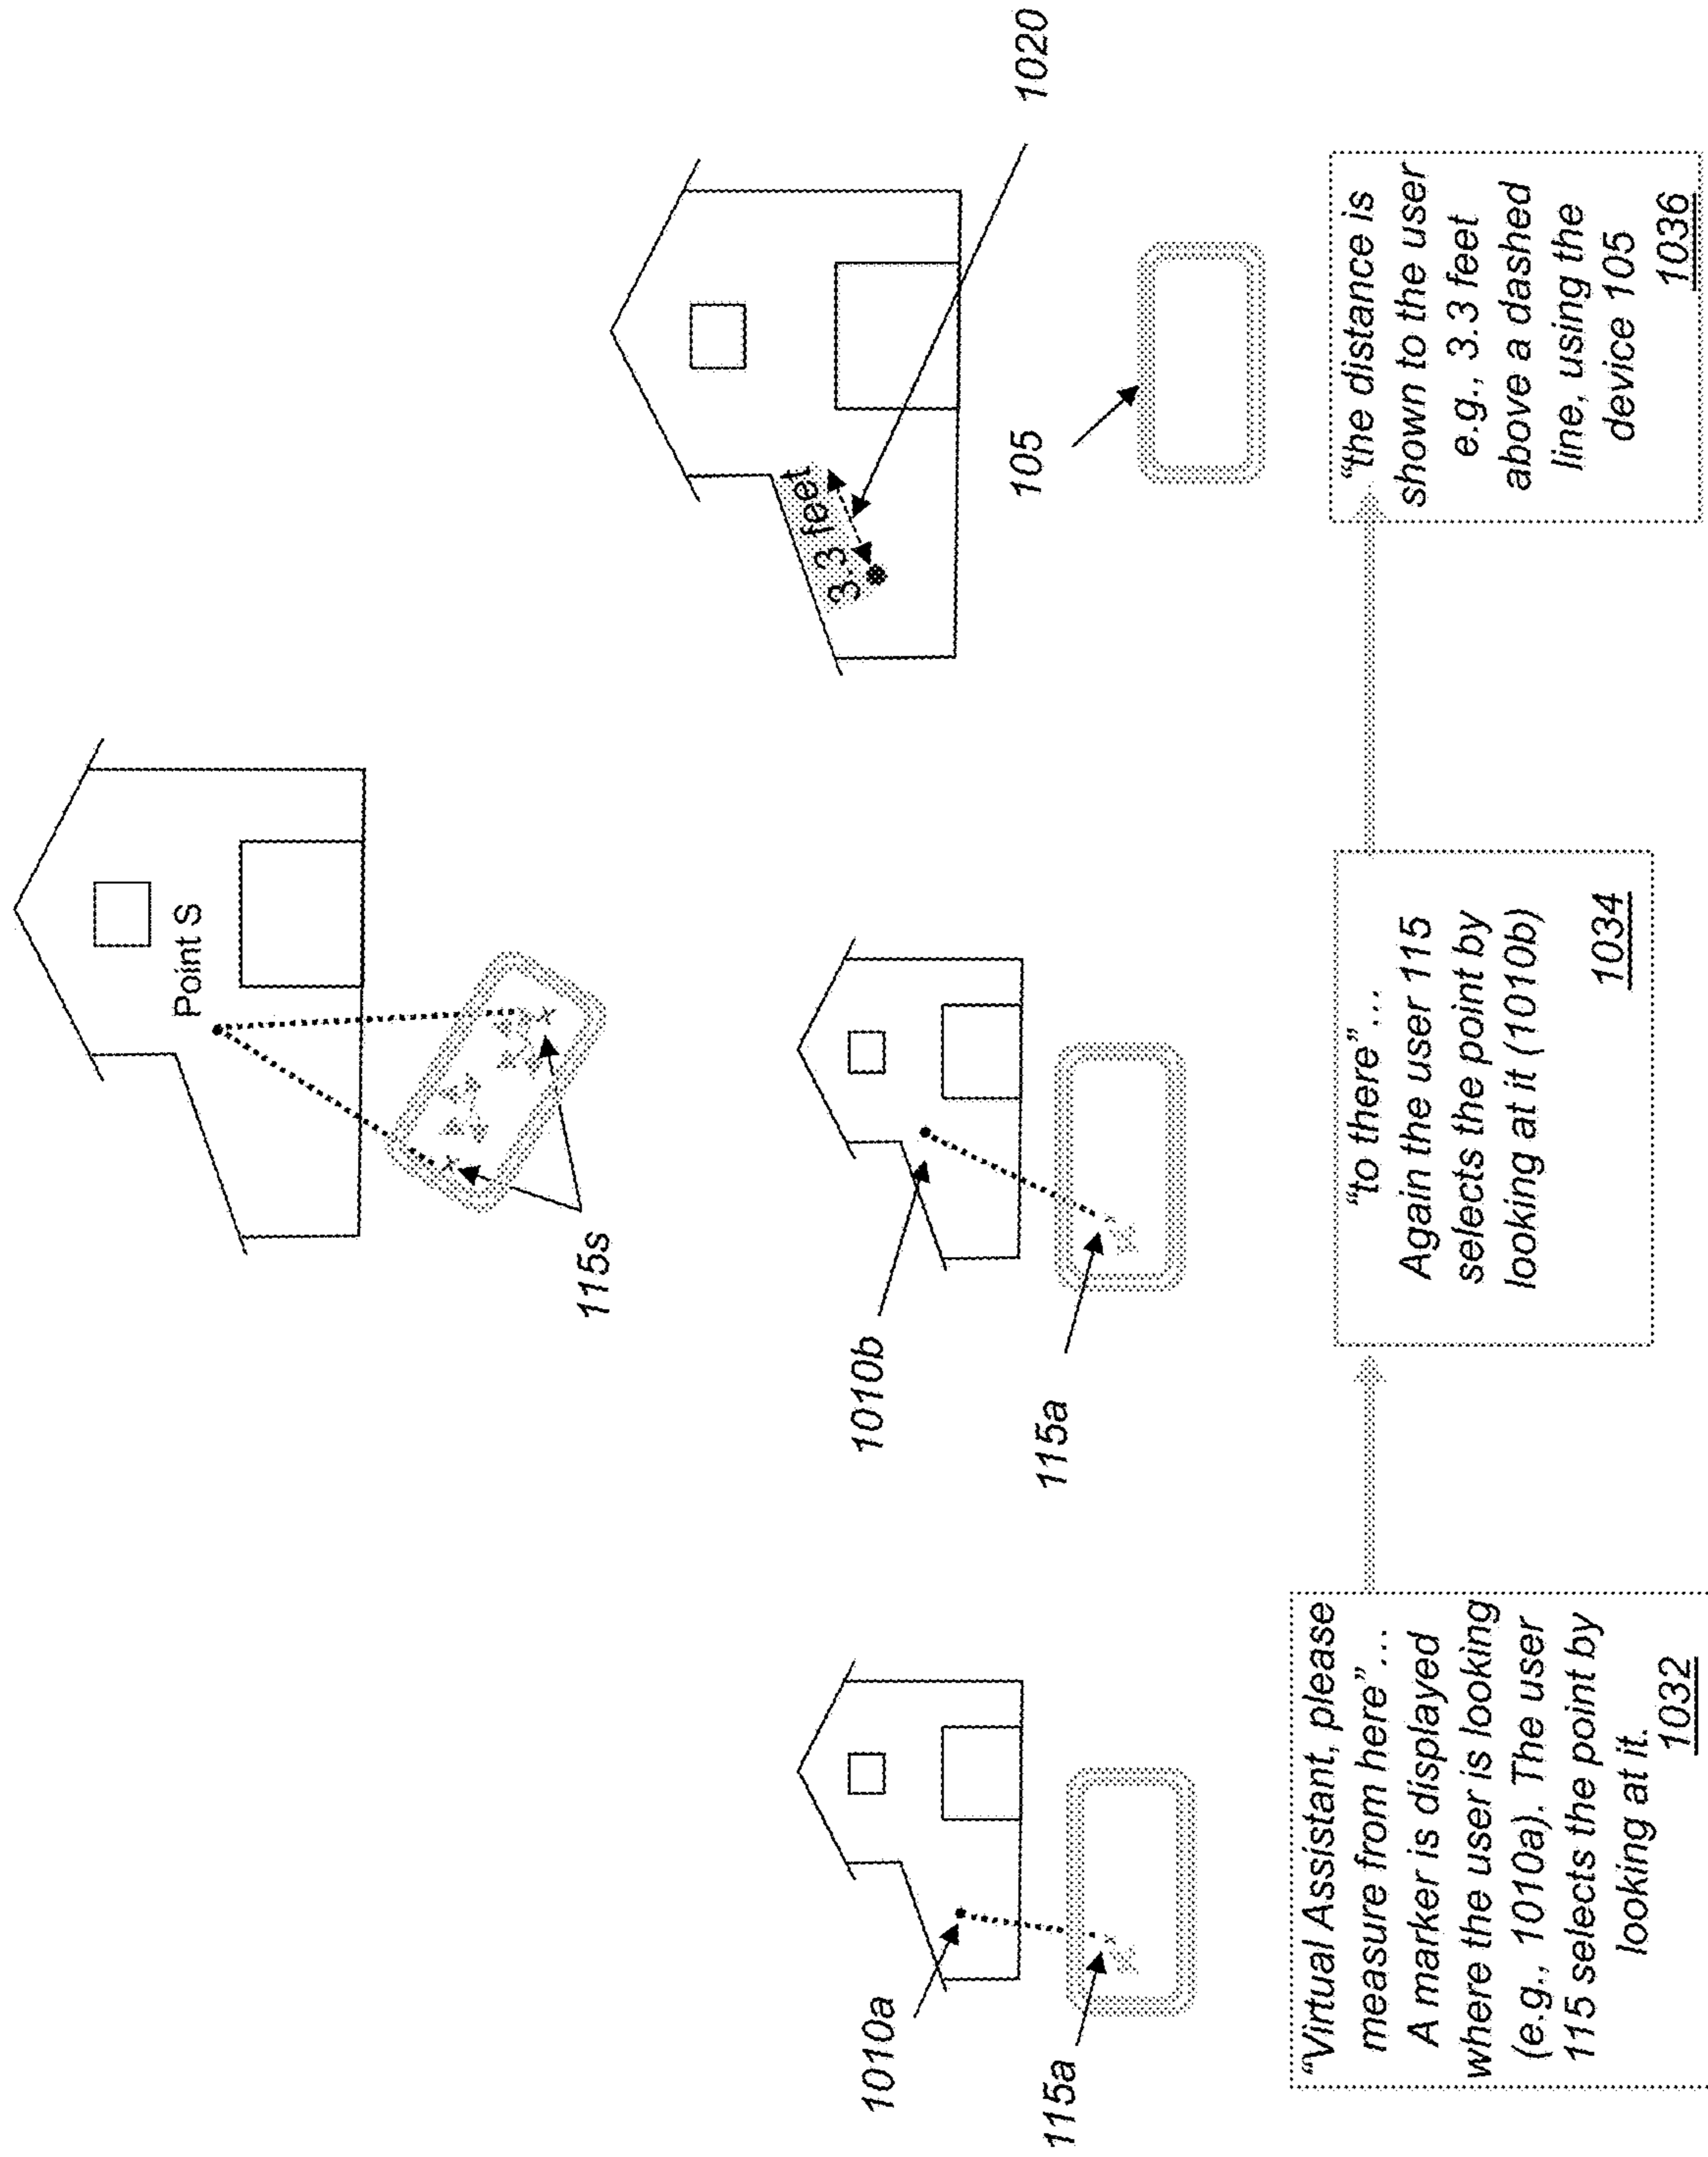 Point S
115s
1010a
115a
1010b
115a
3.3 feet
105
1020
“Virtual Assistant, please
measure from here”...
A marker is displayed
where the user is looking
(e.g., 1010a). The user
115 selects the point by
looking at it.
1032
“to there”...
Again the user 115
selects the point by
looking at it (1010b)
1034
“the distance is
shown to the user
e.g., 3.3 feet
above a dashed
line, using the
device 105
1036